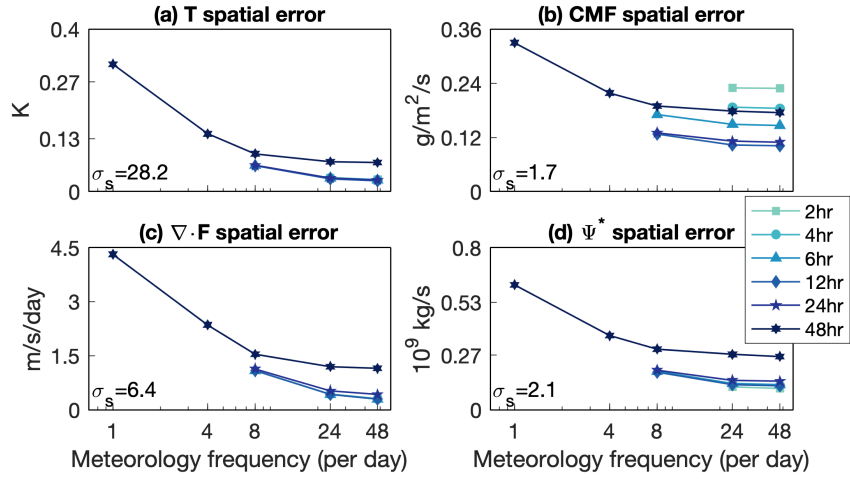 (a) T spatial error
K
0.4
0.27
0.13
0
σs=28.2
(b) CMF spatial error
g/m²/s
0.36
0.24
0.12
0
σs=1.7
(c) ∇·F spatial error
m/s/day
4.5
3
1.5
0
σs=6.4
1 4 8 24 48
Meteorology frequency (per day)
(d) Ψ* spatial error
10⁹ kg/s
0.8
0.53
0.27
0
σs=2.1
1 4 8 24 48
Meteorology frequency (per day)
2hr
4hr
6hr
12hr
24hr
48hr